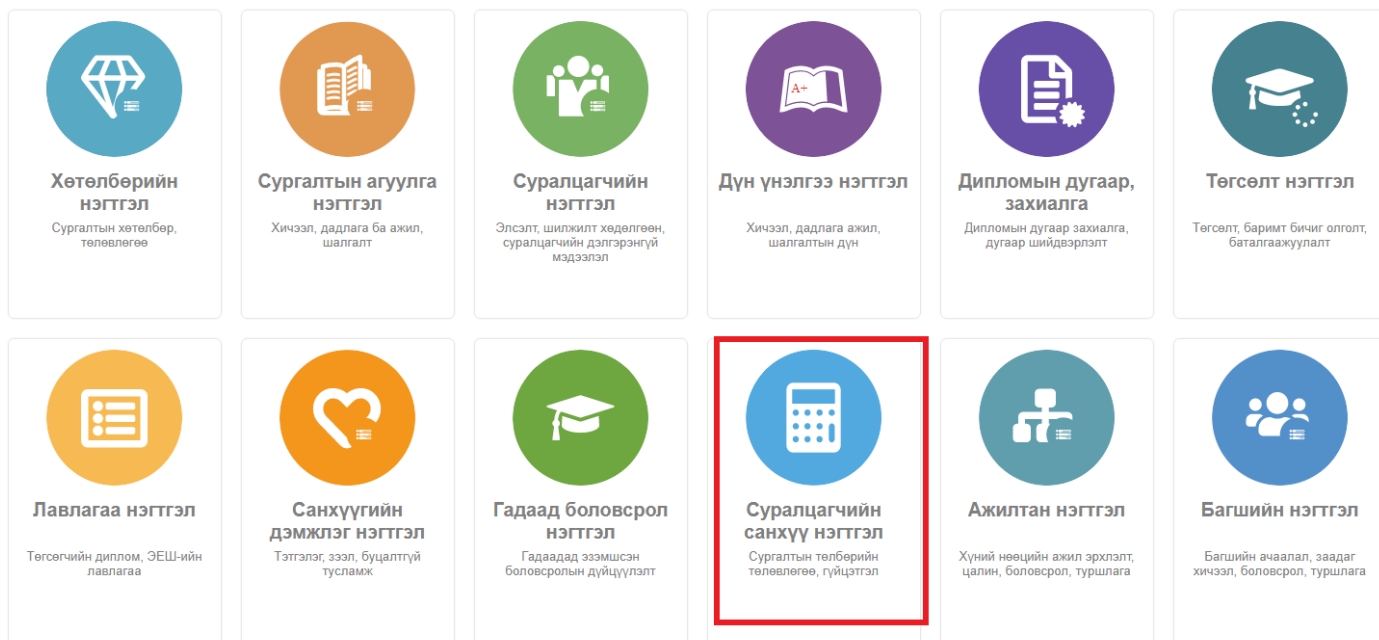 A+
Хөтөлбөрийн
нэгтгэл
Сургалтын хөтөлбөр,
төлөвлөгөө
Сургалтын агуулга
нэгтгэл
Хичээл, дадлага ба ажил,
шалгалт
Суралцагчийн
нэгтгэл
Элсэлт, шилжилт хөдөлгөөн,
суралцагчийн дэлгэрэнгүй
мэдээлэл
Дүн үнэлгээ нэгтгэл
Хичээл, дадлага ажил,
шалгалтын дүн
Дипломын дугаар,
захиалга
Дипломын дугаар захиалга,
дугаар шийдвэрлэлт
Төгсөлт нэгтгэл
Төгсөлт, баримт бичиг олголт,
баталгаажуулалт
Лавлагаа нэгтгэл
Төгсөгчийн диплом, ЭЕШ-ийн
лавлагаа
Санхүүгийн
дэмжлэг нэгтгэл
Тэтгэлэг, зээл, буцалтгүй
тусламж
Гадаад боловсрол
нэгтгэл
Гадаадад эзэмшсэн
боловсролын дүйцүүлэлт
Суралцагчийн
санхүү нэгтгэл
Сургалтын төлбөрийн
төлөвлөгөө, гүйцэтгэл
Ажилтан нэгтгэл
Хүний нөөцийн ажил эрхлэлт,
цалин, боловсрол, туршлага
Багшийн нэгтгэл
Багшийн ачаалал, заадаг
хичээл, боловсрол, туршлага